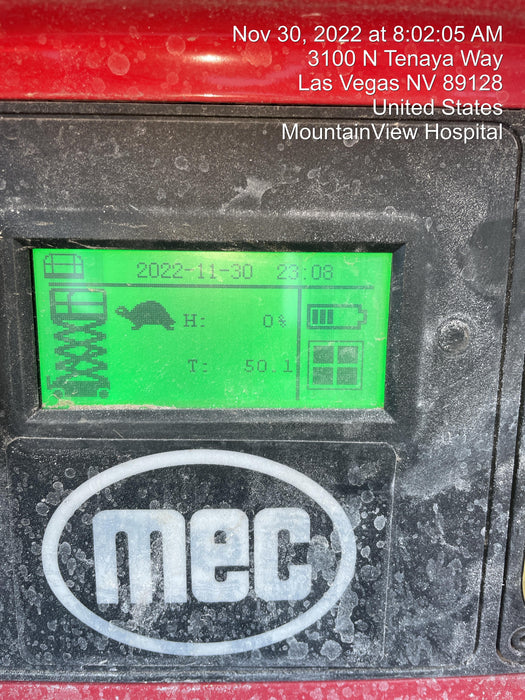 Nov 30, 2022 at 8:02:05 AM
3100 N Tenaya Way
Las Vegas NV 89128
United States
MountainView Hospital
2022-11-30 23:08
H: 0%
T: 50.1
mec